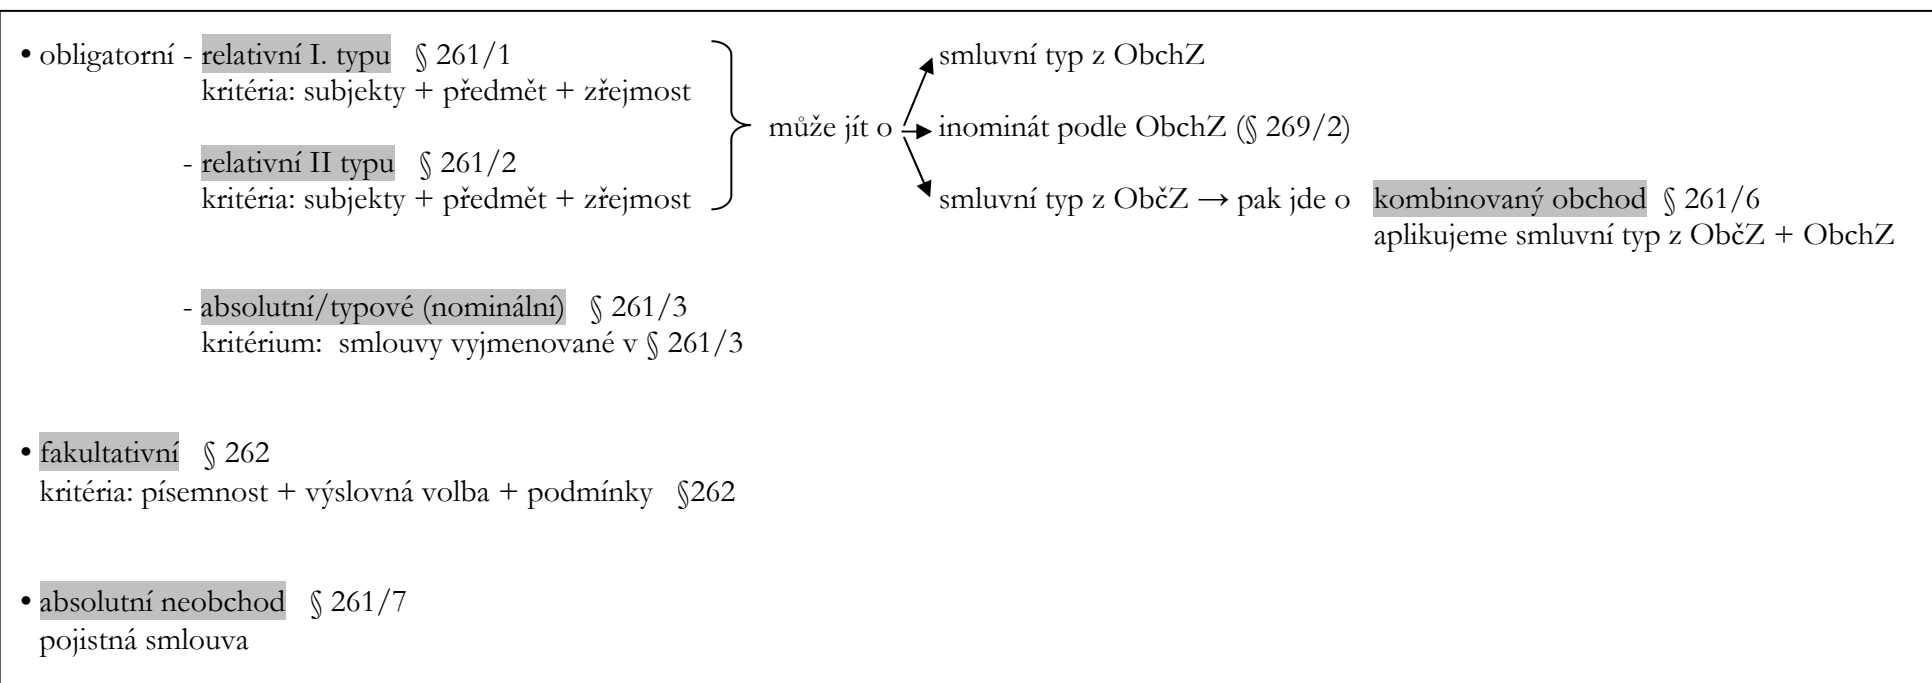 • obligatorní - relativní I. typu § 261/1
kritéria: subjekty + předmět + zřejmost
- relativní II typu § 261/2
kritéria: subjekty + předmět + zřejmost
může jít o
smluvní typ z ObchZ
inominát podle ObchZ (§ 269/2)
smluvní typ z ObčZ → pak jde o kombinovaný obchod § 261/6
aplikujeme smluvní typ z ObčZ + ObchZ
- absolutní/typové (nominální) § 261/3
kritérium: smlouvy vyjmenované v § 261/3
• fakultativní § 262
kritéria: písemnost + výslovná volba + podmínky §262
• absolutní neobchod § 261/7
pojistná smlouva